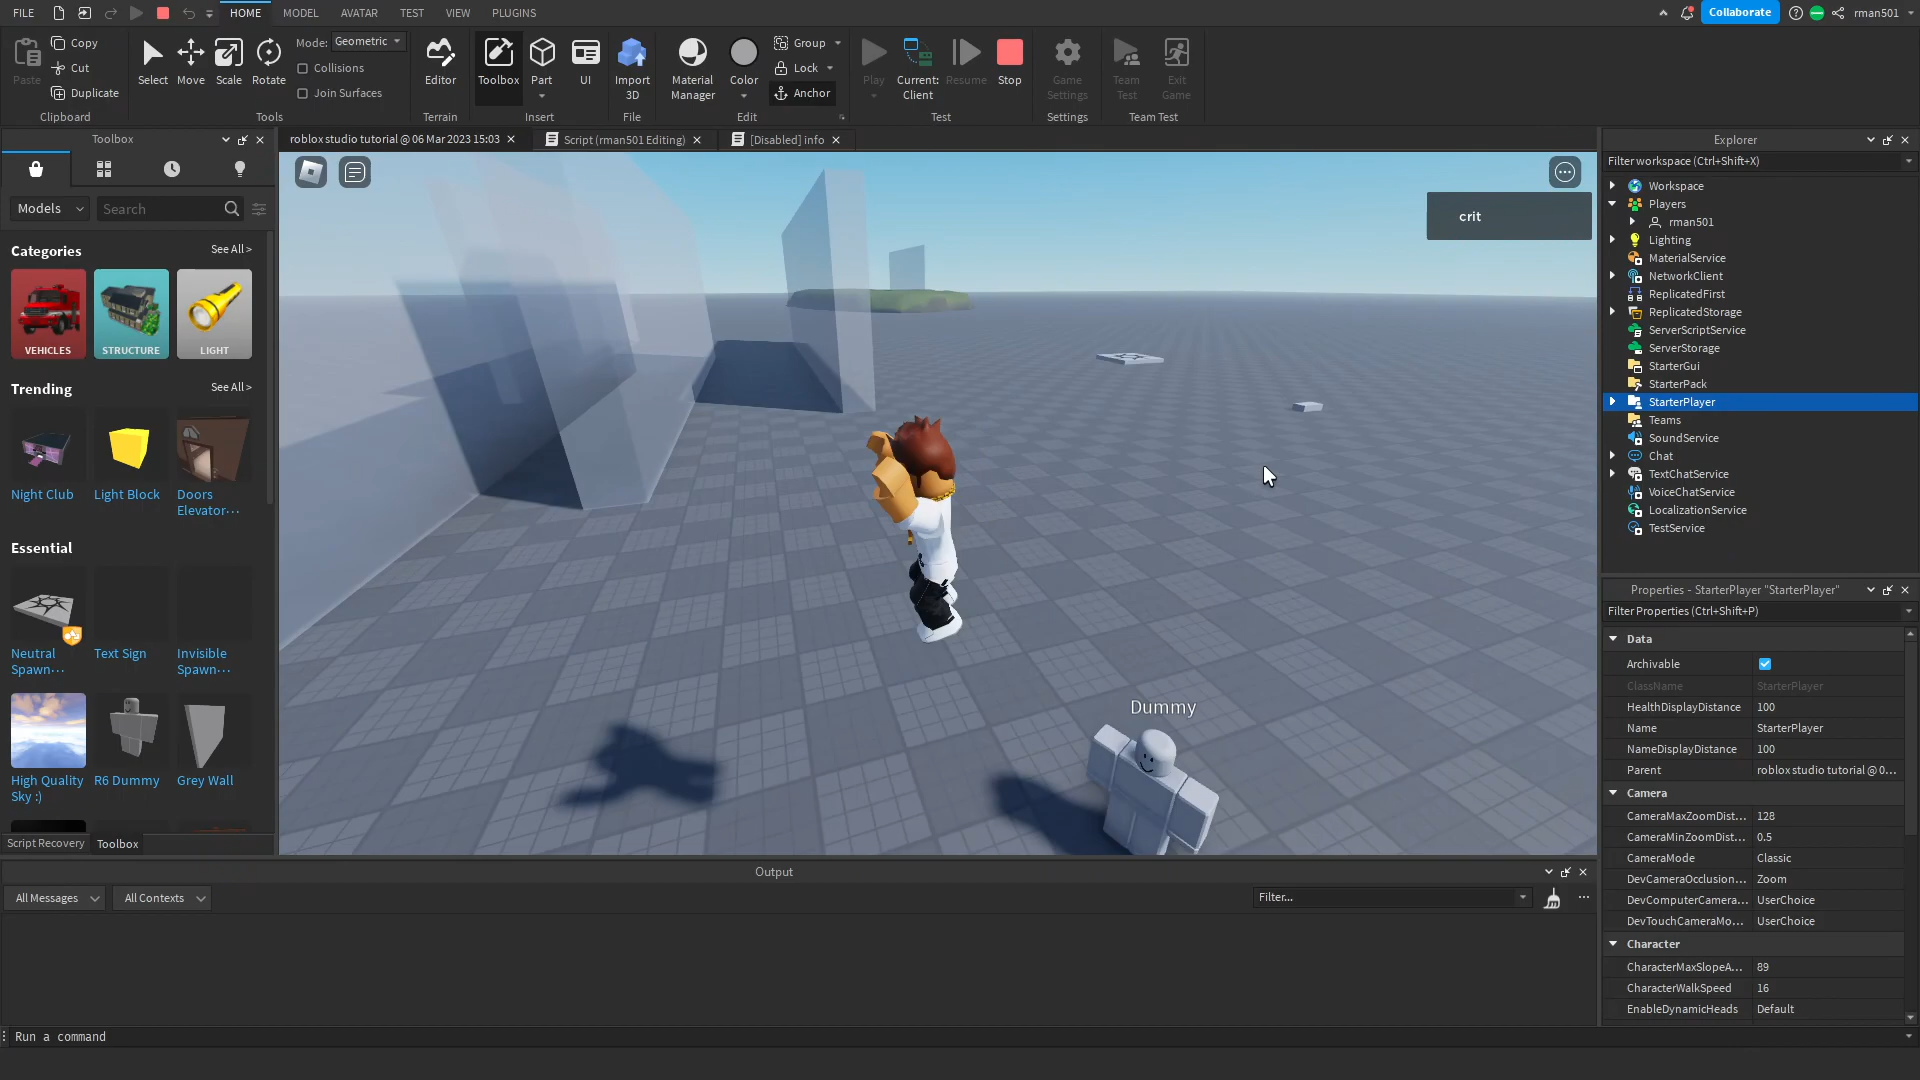 FILE
HOME
MODEL
AVATAR
TEST
VIEW
PLUGINS
Collaborate
rman501
Paste
Copy
Cut
Duplicate
Clipboard
Select
Move
Scale
Rotate
Mode: Geometric
Collisions
Join Surfaces
Tools
Editor
Terrain
Toolbox
Part
UI
Insert
Import
3D
File
Material
Manager
Color
Group
Lock
Anchor
Edit
Play
Current:
Client
Resume
Stop
Test
Game
Settings
Settings
Team
Test
Exit
Game
Team Test
Toolbox
roblox studio tutorial @ 06 Mar 2023 15:03
Script (rman501 Editing)
[Disabled] info
Models
Search
Categories
See All >
VEHICLES
STRUCTURE
LIGHT
Trending
See All >
Night Club
Light Block
Doors
Elevator...
Essential
Neutral
Spawn...
Text Sign
Invisible
Spawn...
High Quality
Sky :)
R6 Dummy
Grey Wall
Script Recovery
Toolbox
crit
Dummy
Explorer
Filter workspace (Ctrl+Shift+X)
Workspace
Players
rman501
Lighting
MaterialService
NetworkClient
ReplicatedFirst
ReplicatedStorage
ServerScriptService
ServerStorage
StarterGui
StarterPack
StarterPlayer
Teams
SoundService
Chat
TextChatService
VoiceChatService
LocalizationService
TestService
Properties - StarterPlayer "StarterPlayer"
Filter Properties (Ctrl+Shift+P)
Data
Archivable
ClassName StarterPlayer
HealthDisplayDistance 100
Name StarterPlayer
NameDisplayDistance 100
Parent roblox studio tutorial @ 0...
Camera
CameraMaxZoomDist... 128
CameraMinZoomDist... 0.5
CameraMode Classic
DevCameraOcclusion... Zoom
DevComputerCamera... UserChoice
DevTouchCameraMo... UserChoice
Character
CharacterMaxSlopeA... 89
CharacterWalkSpeed 16
EnableDynamicHeads Default
Output
All Messages
All Contexts
Filter...
Run a command